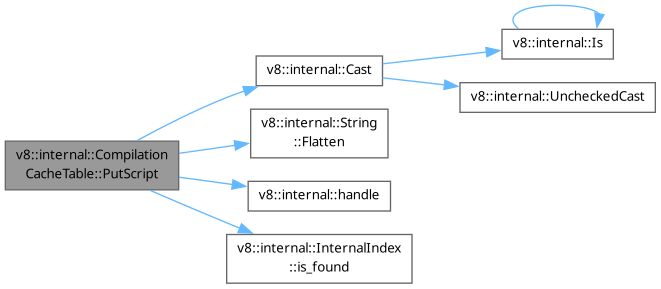 v8::internal::Compilation
CacheTable::PutScript
v8::internal::Cast
v8::internal::Is
v8::internal::UncheckedCast
v8::internal::String
::Flatten
v8::internal::handle
v8::internal::InternalIndex
::is_found